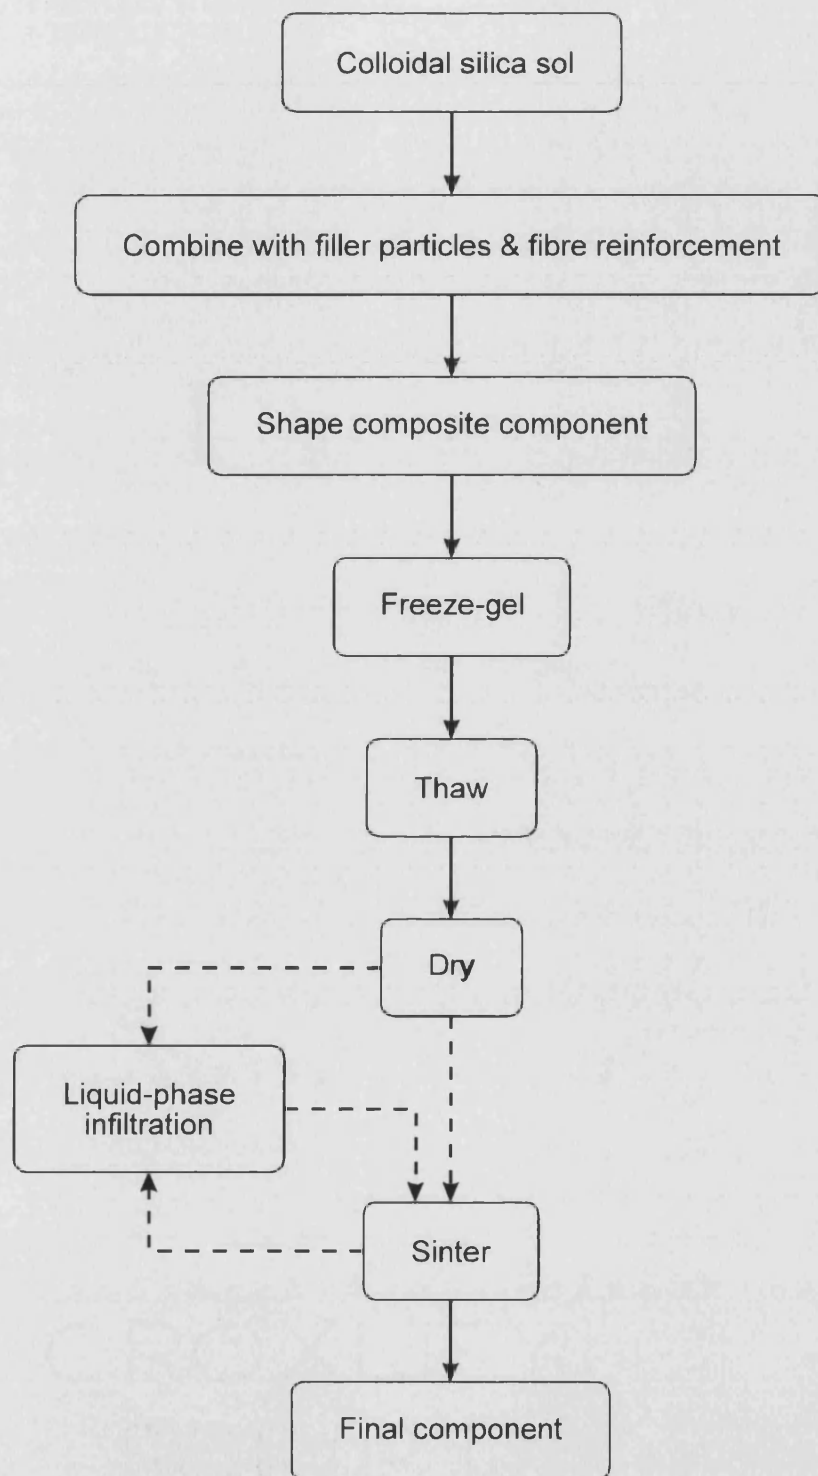 Colloidal silica sol
Combine with filler particles & fibre reinforcement
Shape composite component
Freeze-gel
Thaw
Dry
Liquid-phase
infiltration
Sinter
Final component